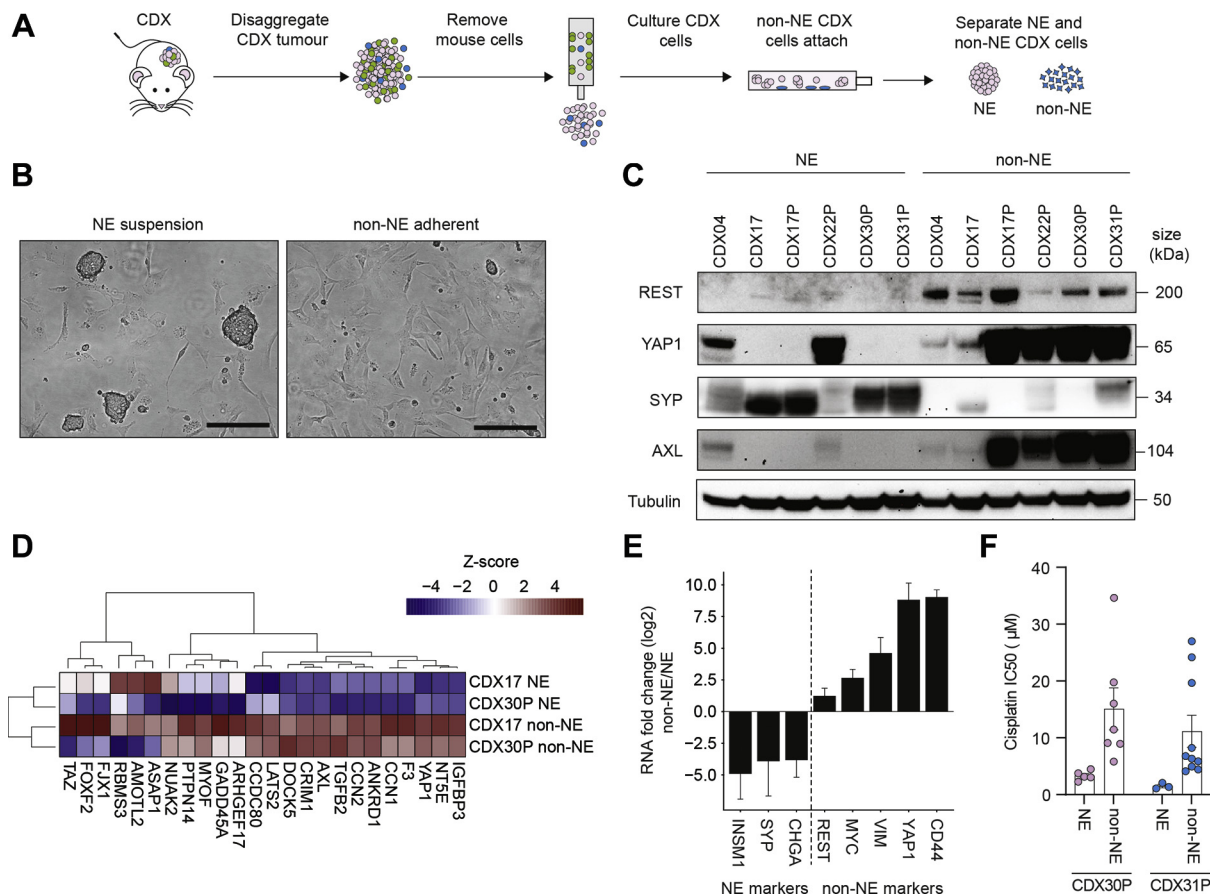 A
CDX
Disaggregate
CDX tumour
Remove
mouse cells
Culture CDX
cells
non-NE CDX
cells attach
Separate NE and
non-NE CDX cells
NE
non-NE
B
NE suspension
non-NE adherent
C
NE
non-NE
CDX04
CDX17
CDX17P
CDX22P
CDX30P
CDX31P
CDX04
CDX17
CDX17P
CDX22P
CDX30P
CDX31P
size
(kDa)
REST
200
YAP1
65
SYP
34
AXL
104
Tubulin
50
D
Z-score
−4 −2 0 2 4
CDX17 NE
CDX30P NE
CDX17 non-NE
CDX30P non-NE
TAZ
FOXF2
FJX1
RBMS3
AMOTL2
ASAP1
NUAK2
PTPN14
MYOF
GADD45A
ARHGEF17
CCDC80
LATS2
DOCK5
CRIM1
AXL
TGFB2
CCN2
ANKRD1
CCN1
F3
YAP1
NT5E
IGFBP3
E
RNA fold change (log2)
non-NE/NE
10.0
7.5
5.0
2.5
0.0
−2.5
−5.0
INSM1
SYP
CHGA
REST
MYC
VIM
YAP1
CD44
NE markers
non-NE markers
F
Cisplatin IC50 ( µM)
40
30
20
10
0
NE
non-NE
NE
non-NE
CDX30P
CDX31P